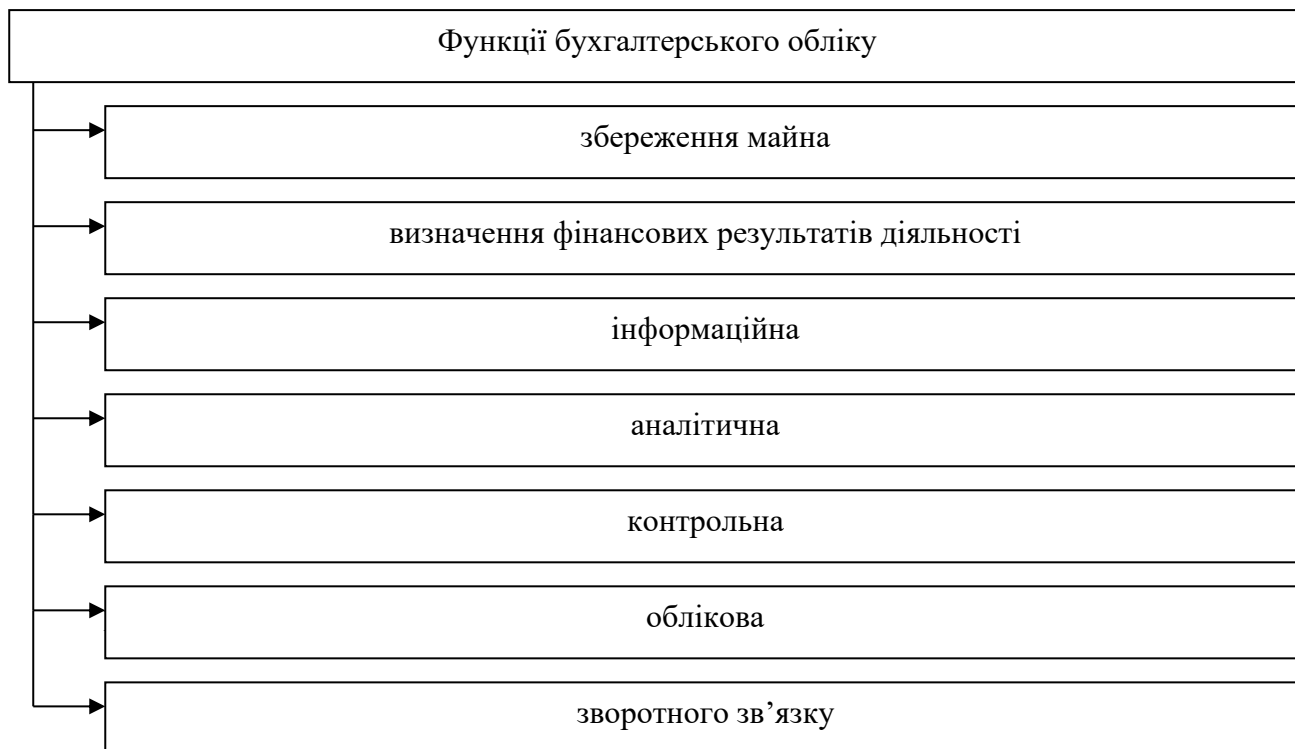 Функції бухгалтерського обліку
збереження майна
визначення фінансових результатів діяльності
інформаційна
аналітична
контрольна
облікова
зворотного зв’язку